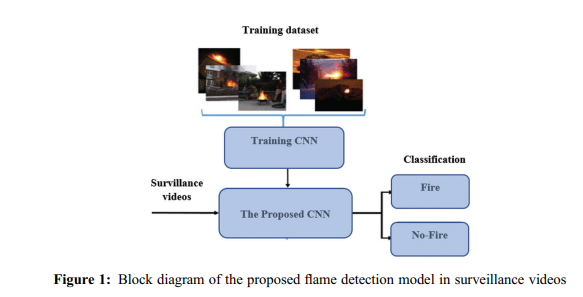 Training dataset
Training CNN
Classification
Survillance
videos
The Proposed CNN
Fire
No-Fire
Figure 1: Block diagram of the proposed flame detection model in surveillance videos